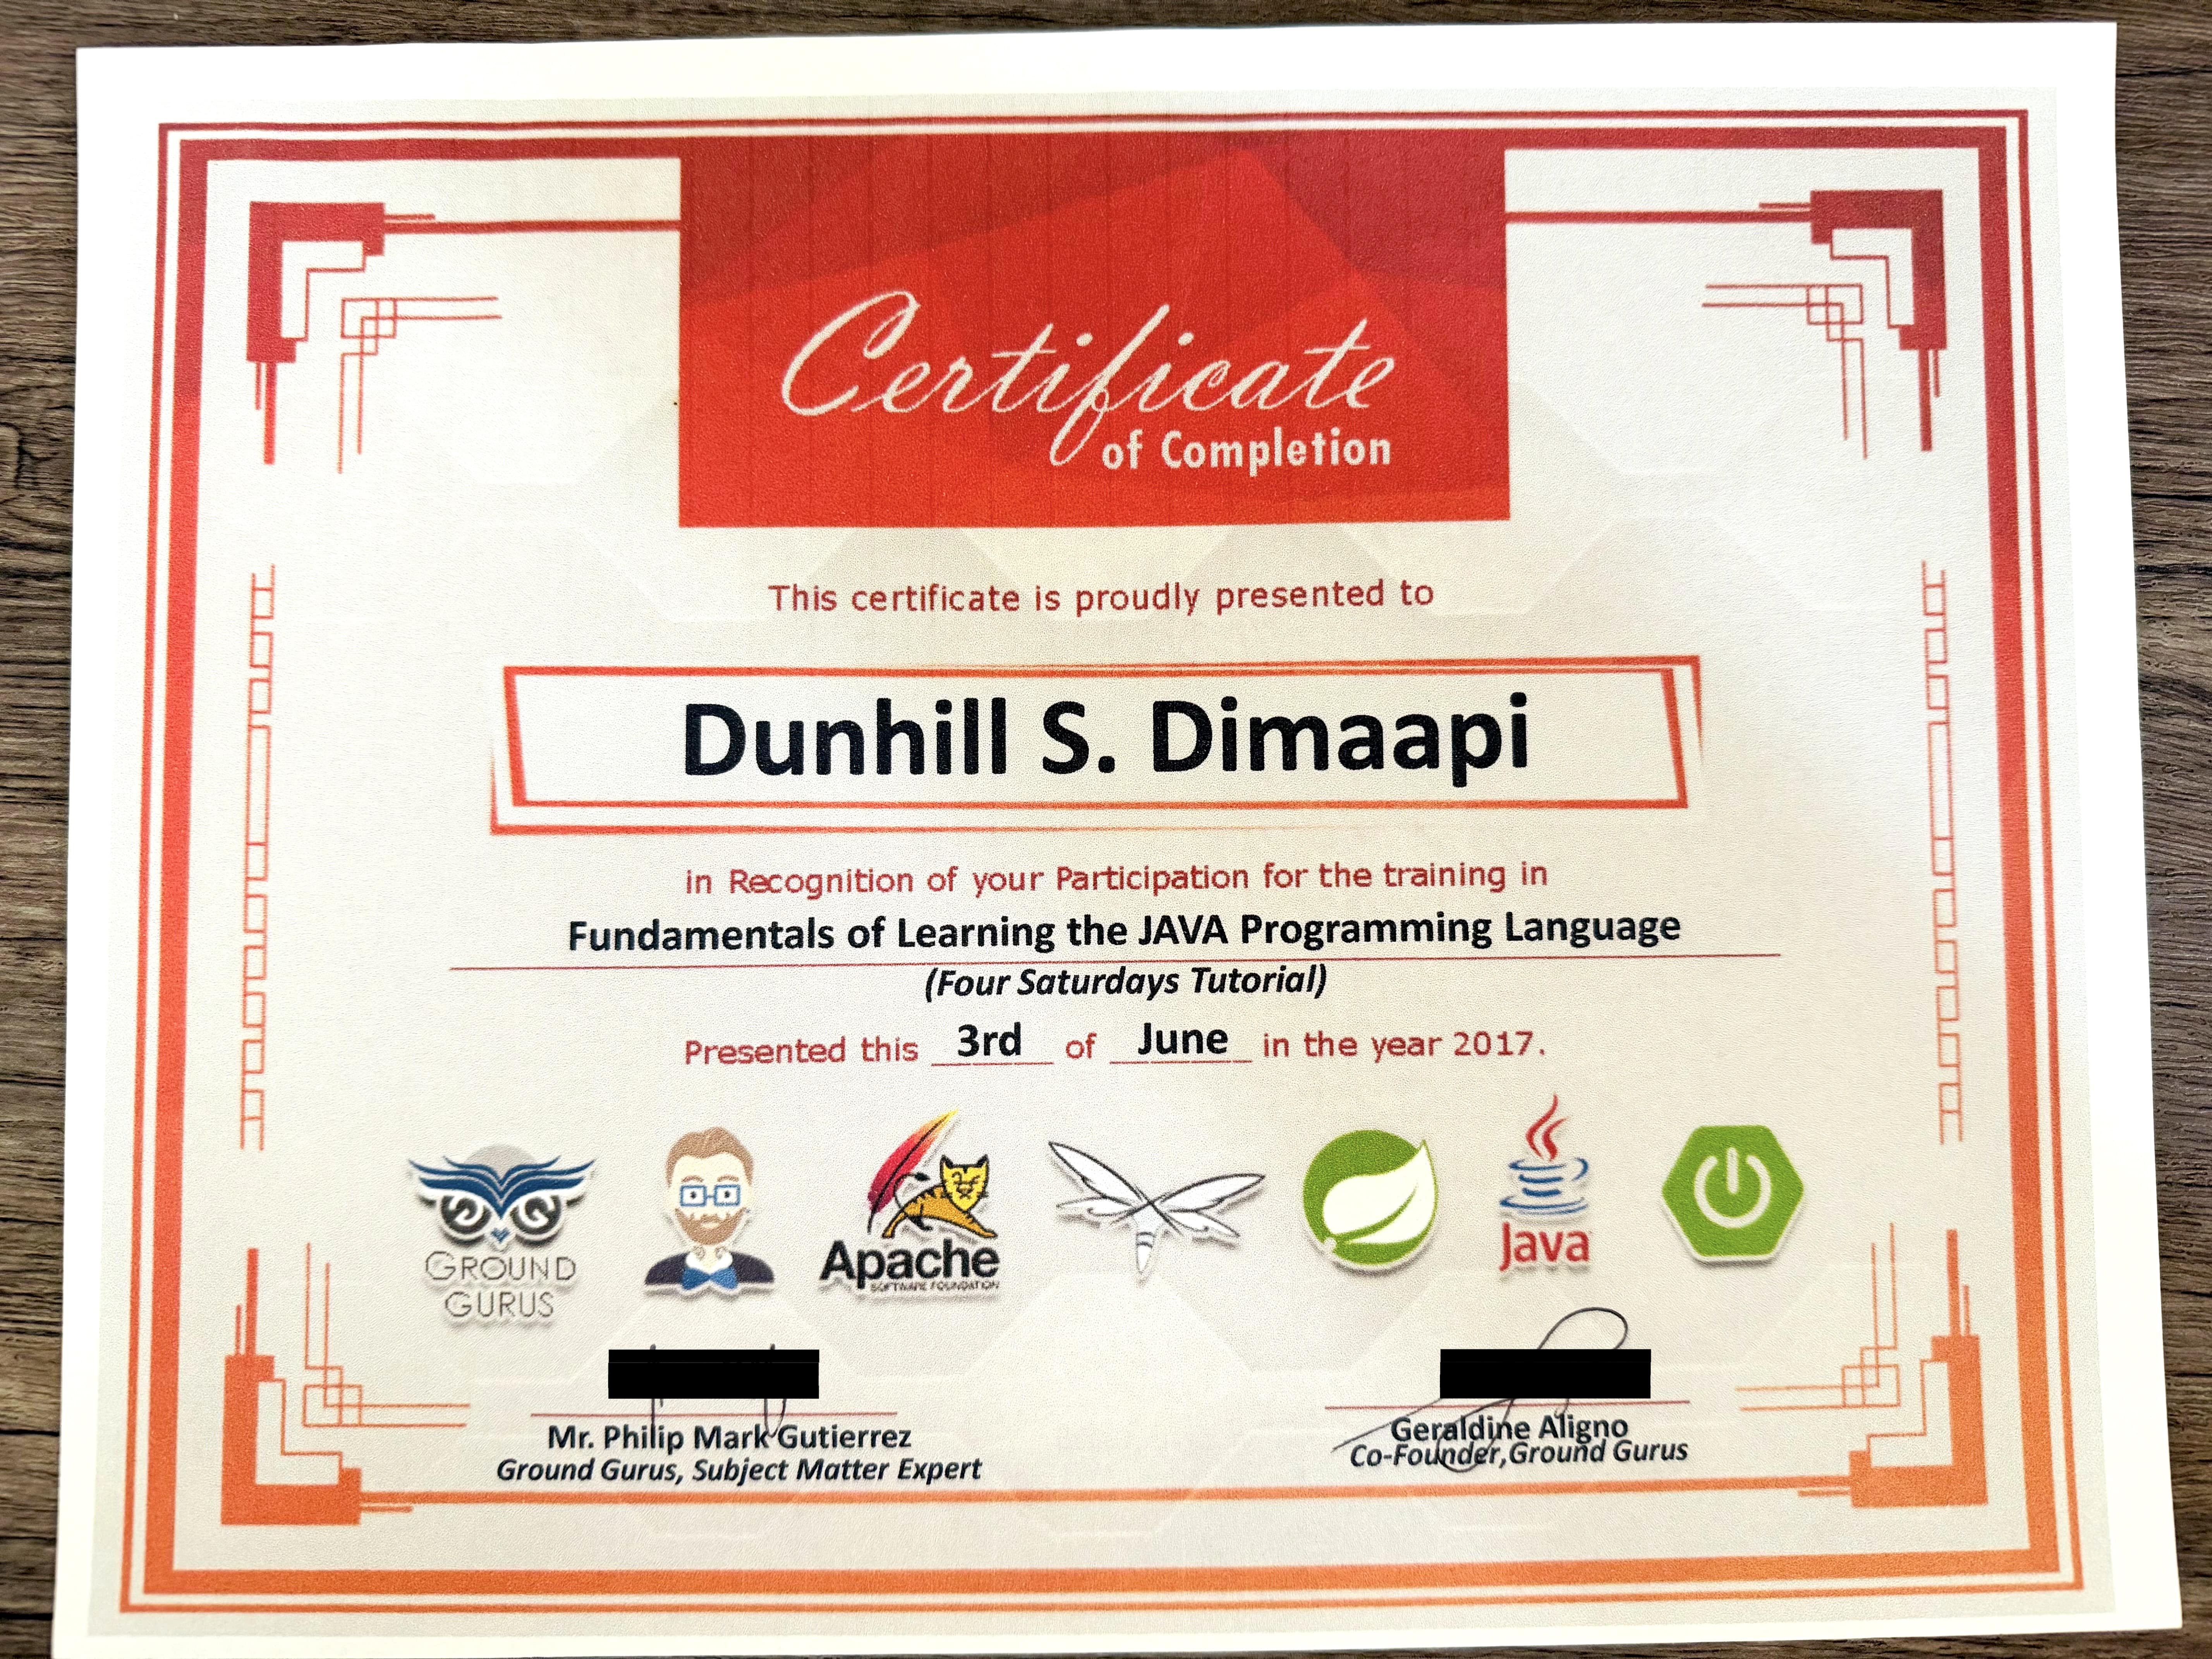 Certificate
of Completion
This certificate is proudly presented to
Dunhill S. Dimaapi
in Recognition of your Participation for the training in
Fundamentals of Learning the JAVA Programming Language
(Four Saturdays Tutorial)
Presented this 3rd of June in the year 2017.
GROUND
GURUS
Apache
SOFTWARE FOUNDATION
Java
Mr. Philip Mark Gutierrez
Ground Gurus, Subject Matter Expert
Geraldine Aligno
Co-Founder,Ground Gurus